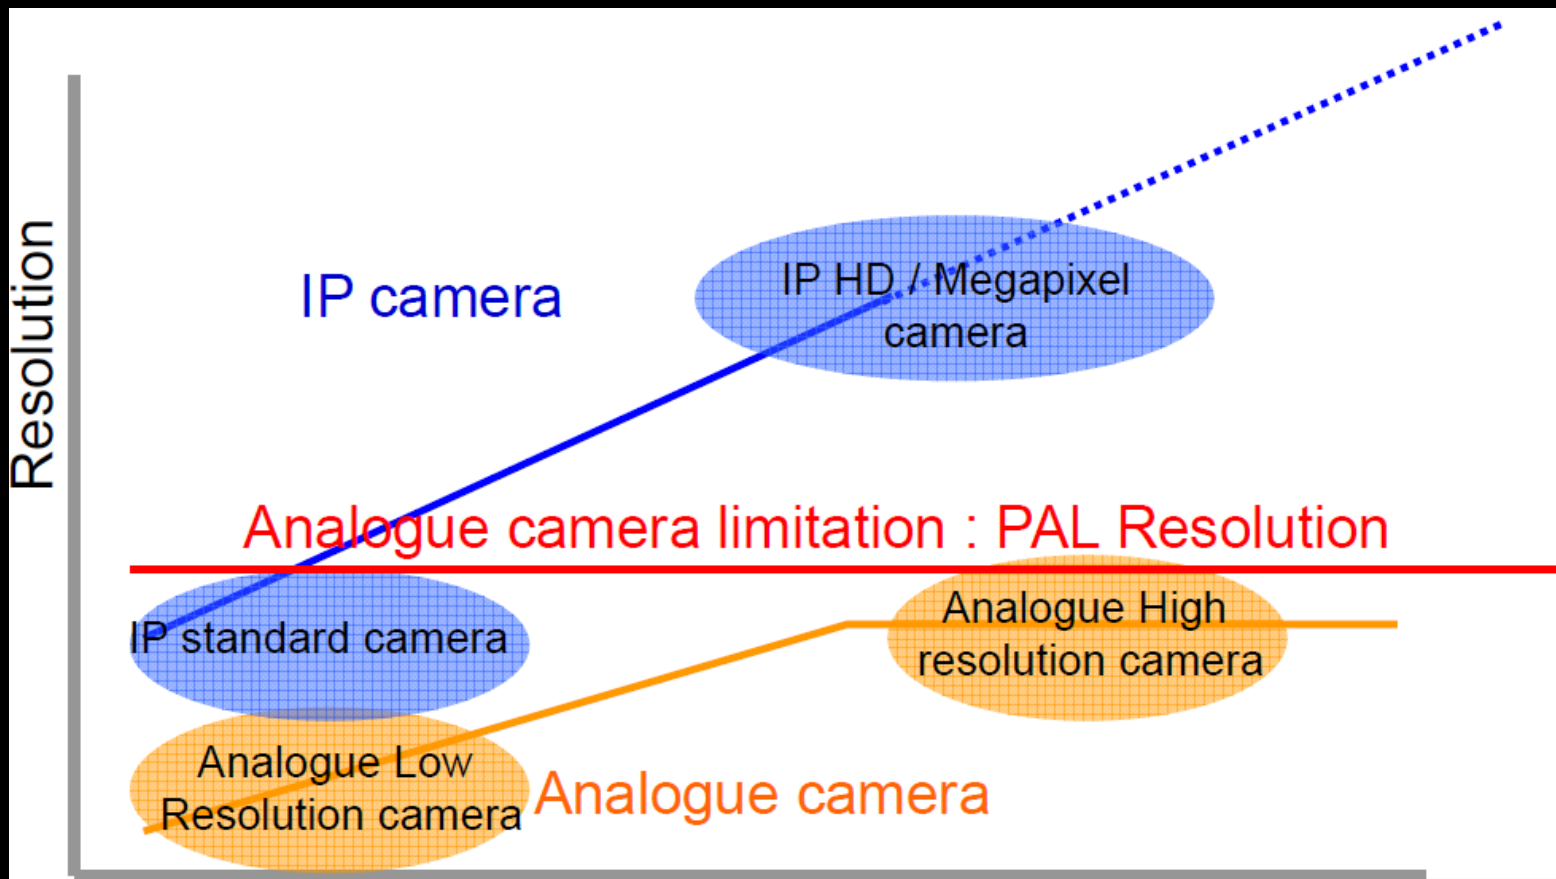 Resolution
IP camera
IP HD / Megapixel
camera
Analogue camera limitation : PAL Resolution
IP standard camera
Analogue High
resolution camera
Analogue Low
Resolution camera
Analogue camera